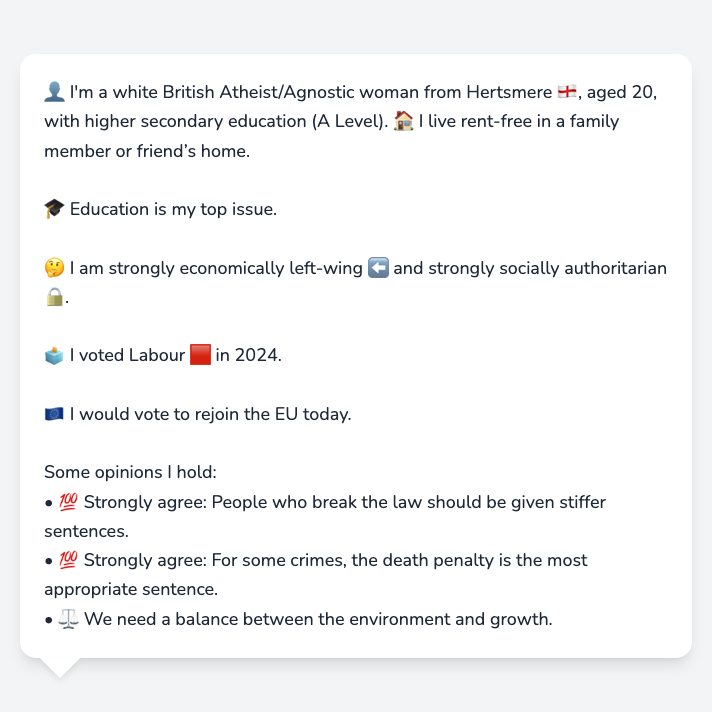 👤 I'm a white British Atheist/Agnostic woman from Hertsmere 🏴󠁧󠁢󠁥󠁮󠁧󠁿, aged 20,
with higher secondary education (A Level). 🏠 I live rent-free in a family
member or friend’s home.
🎓 Education is my top issue.
🤔 I am strongly economically left-wing ⬅️ and strongly socially authoritarian
🔒.
🗳️ I voted Labour 🟥 in 2024.
🇪🇺 I would vote to rejoin the EU today.
Some opinions I hold:
• 💯 Strongly agree: People who break the law should be given stiffer
sentences.
• 💯 Strongly agree: For some crimes, the death penalty is the most
appropriate sentence.
• ⚖️ We need a balance between the environment and growth.